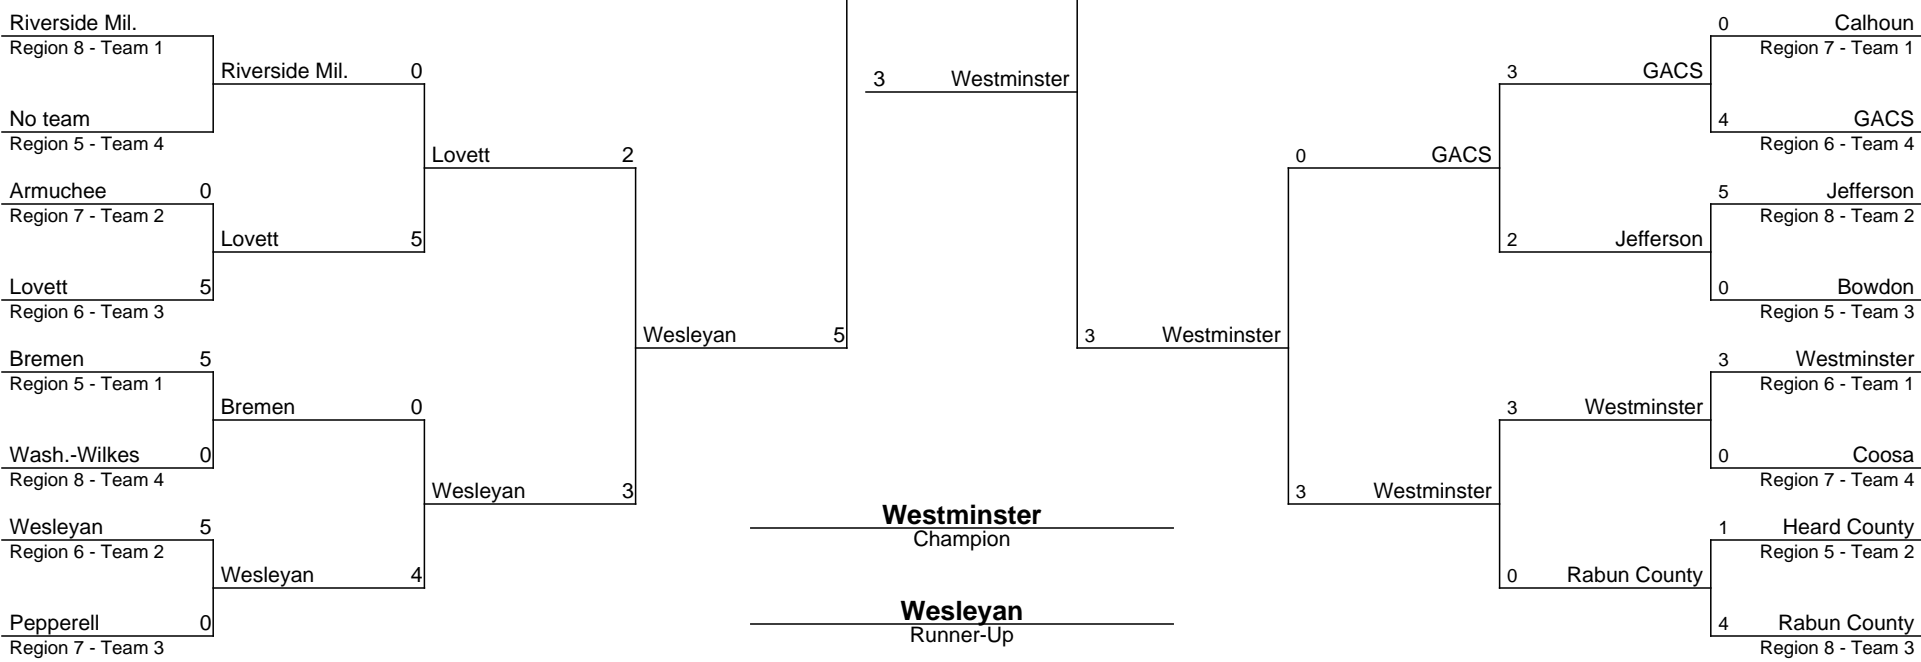 Riverside Mil.
Region 8 - Team 1
Riverside Mil. 0
No team
Region 5 - Team 4
Lovett 2
Armuchee 0
Region 7 - Team 2
Lovett 5
Lovett 5
Region 6 - Team 3
Wesleyan 5
Bremen 5
Region 5 - Team 1
Bremen 0
Wash.-Wilkes 0
Region 8 - Team 4
Wesleyan 3
Wesleyan 5
Region 6 - Team 2
Wesleyan 4
Pepperell 0
Region 7 - Team 3
3 Westminster
Westminster
Champion
Wesleyan
Runner-Up
0 Calhoun
Region 7 - Team 1
3 GACS
4 GACS
Region 6 - Team 4
0 GACS
5 Jefferson
Region 8 - Team 2
2 Jefferson
0 Bowdon
Region 5 - Team 3
3 Westminster
3 Westminster
Region 6 - Team 1
3 Westminster
0 Coosa
Region 7 - Team 4
3 Westminster
1 Heard County
Region 5 - Team 2
0 Rabun County
4 Rabun County
Region 8 - Team 3